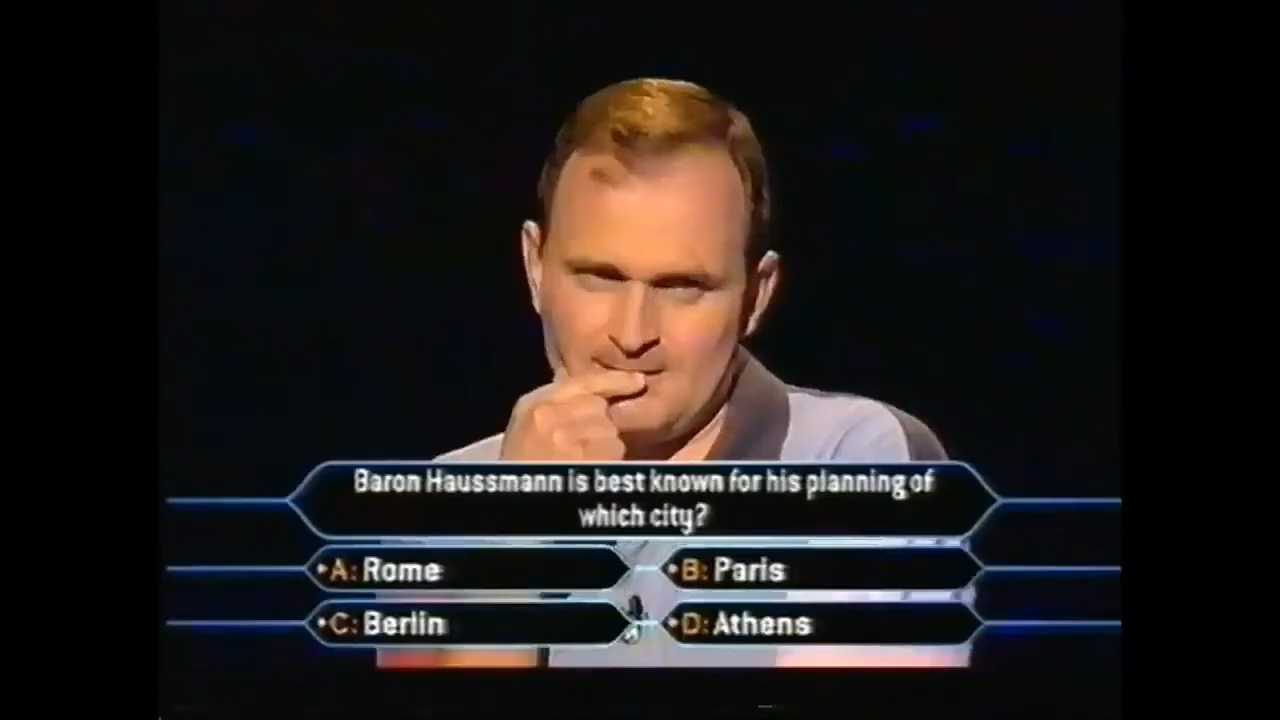 Baron Haussmann is best known for his planning of
which city?
•A: Rome
•B: Paris
•C: Berlin
•D: Athens